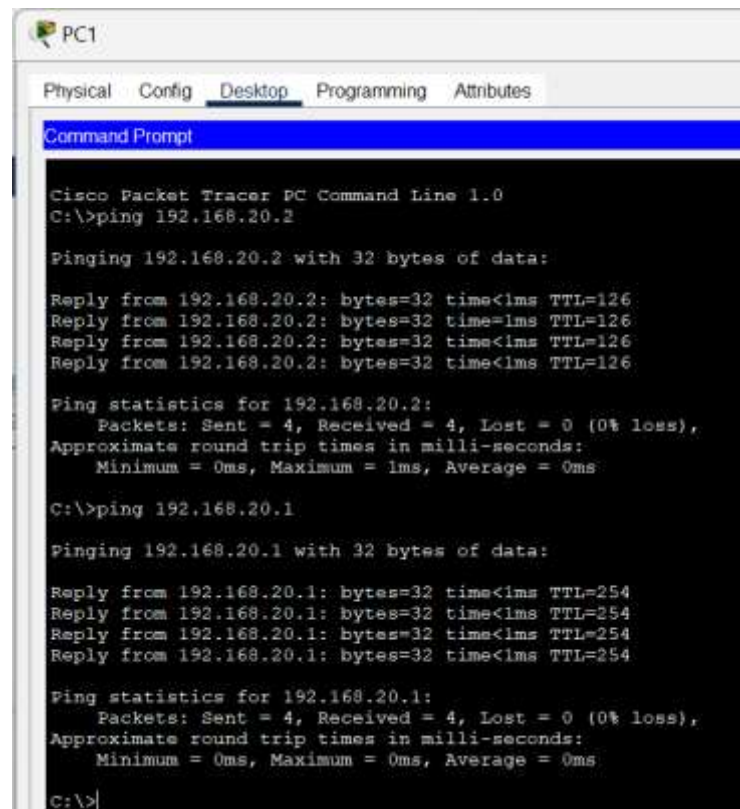 PC1
Physical Config Desktop Programming Attributes
Command Prompt
Cisco Packet Tracer PC Command Line 1.0
C:\>ping 192.168.20.2
Pinging 192.168.20.2 with 32 bytes of data:
Reply from 192.168.20.2: bytes=32 time<1ms TTL=126
Reply from 192.168.20.2: bytes=32 time=1ms TTL=126
Reply from 192.168.20.2: bytes=32 time<1ms TTL=126
Reply from 192.168.20.2: bytes=32 time<1ms TTL=126
Ping statistics for 192.168.20.2:
Packets: Sent = 4, Received = 4, Lost = 0 (0% loss),
Approximate round trip times in milli-seconds:
Minimum = 0ms, Maximum = 1ms, Average = 0ms
C:\>ping 192.168.20.1
Pinging 192.168.20.1 with 32 bytes of data:
Reply from 192.168.20.1: bytes=32 time<1ms TTL=254
Reply from 192.168.20.1: bytes=32 time<1ms TTL=254
Reply from 192.168.20.1: bytes=32 time<1ms TTL=254
Reply from 192.168.20.1: bytes=32 time<1ms TTL=254
Ping statistics for 192.168.20.1:
Packets: Sent = 4, Received = 4, Lost = 0 (0% loss),
Approximate round trip times in milli-seconds:
Minimum = 0ms, Maximum = 0ms, Average = 0ms
C:\>